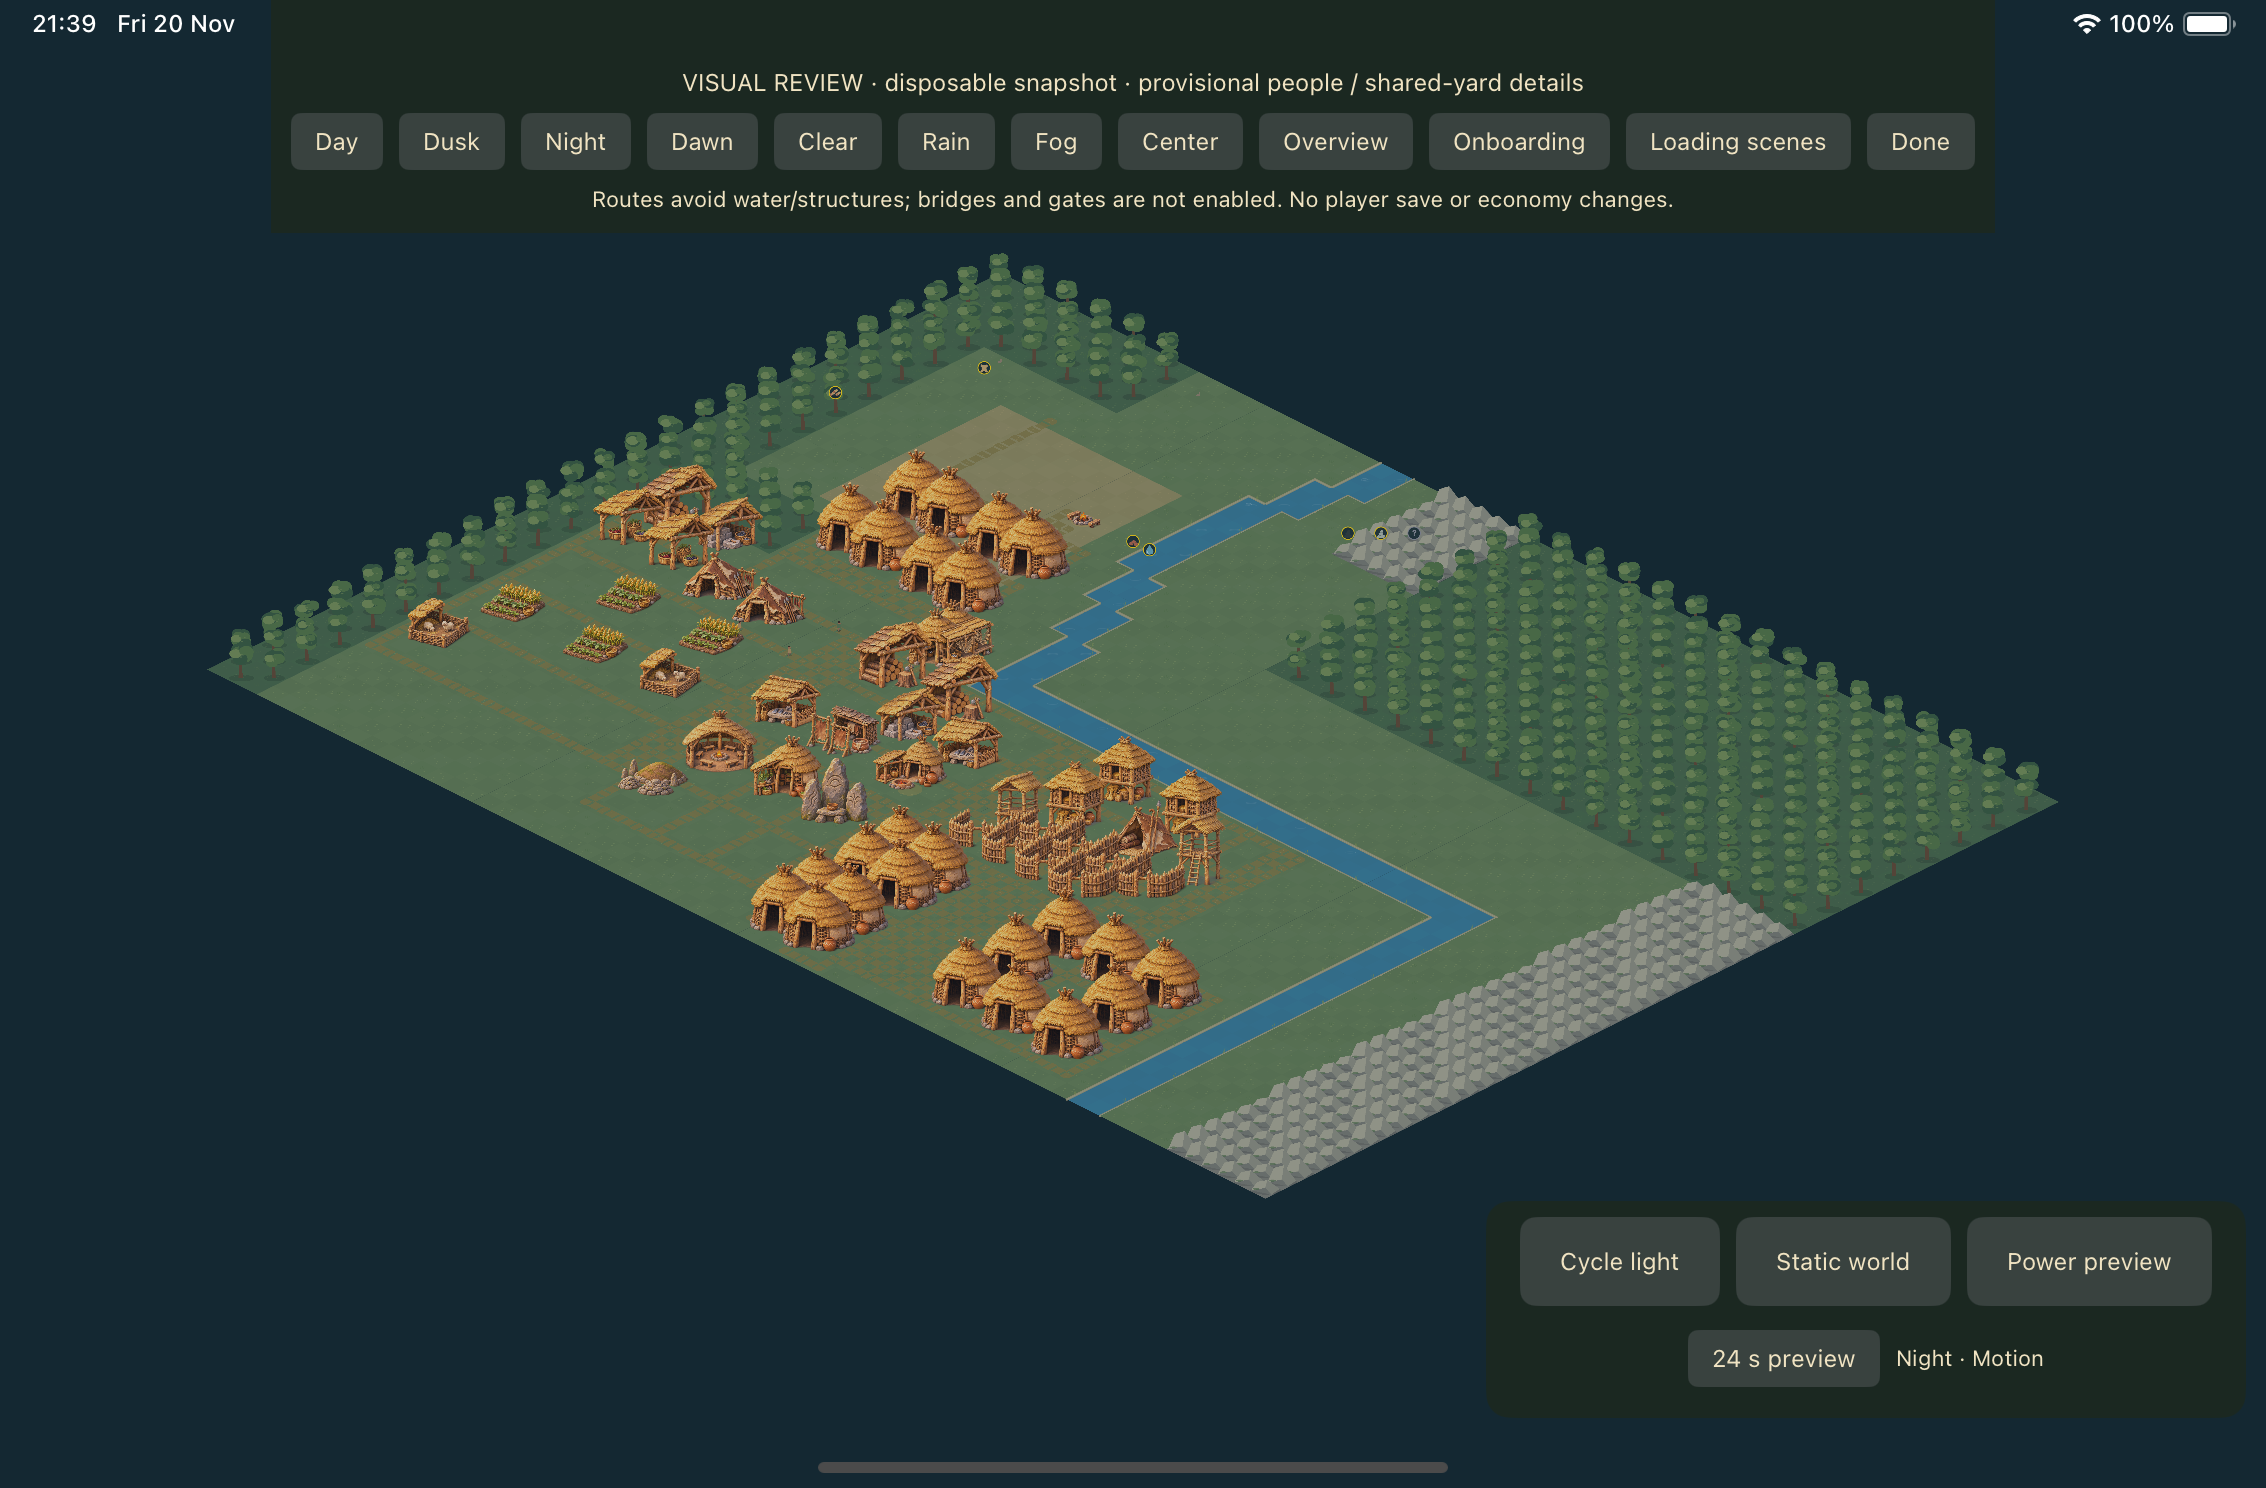 21:39 Fri 20 Nov
100%
VISUAL REVIEW · disposable snapshot · provisional people / shared-yard details
Day Dusk Night Dawn Clear Rain Fog Center Overview Onboarding Loading scenes Done
Routes avoid water/structures; bridges and gates are not enabled. No player save or economy changes.
Cycle light Static world Power preview
24 s preview Night · Motion